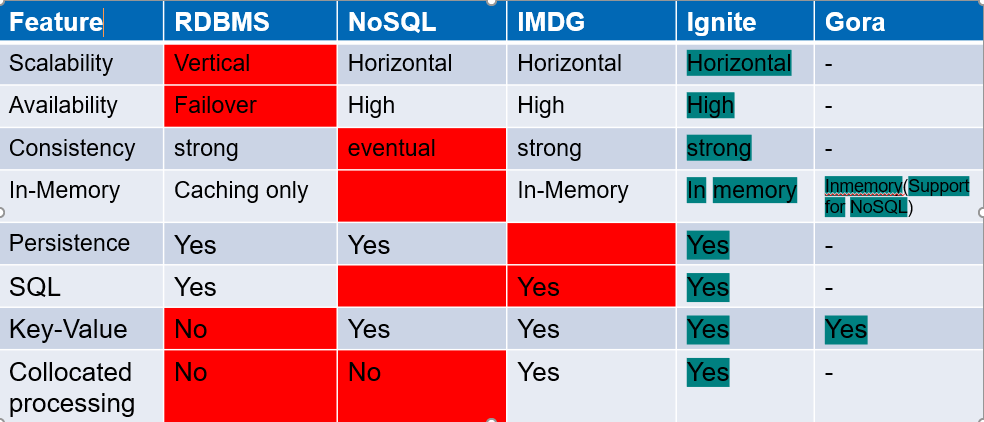 Feature RDBMS NoSQL IMDG Ignite Gora
Scalability Vertical Horizontal Horizontal Horizontal -
Availability Failover High High High -
Consistency strong eventual strong strong -
In-Memory Caching only In-Memory In memory Inmemory(Support
for NoSQL)
Persistence Yes Yes Yes -
SQL Yes Yes Yes -
Key-Value No Yes Yes Yes Yes
Collocated No No Yes Yes -
processing